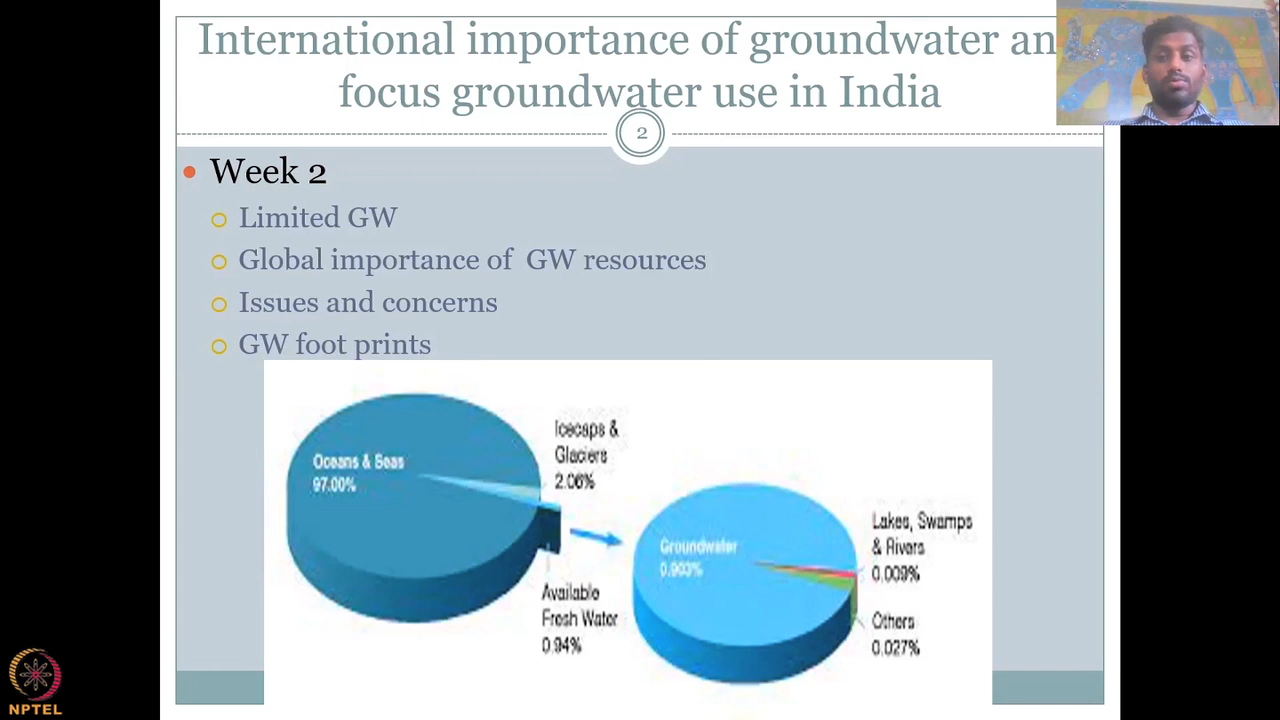 International importance of groundwater an
focus groundwater use in India
2
Week 2
Limited GW
Global importance of GW resources
Issues and concerns
GW foot prints
Oceans & Seas
97.00%
Icecaps &
Glaciers
2.06%
Available
Fresh Water
0.94%
Groundwater
0.903%
Lakes, Swamps
& Rivers
0.009%
Others
0.027%
NPTEL